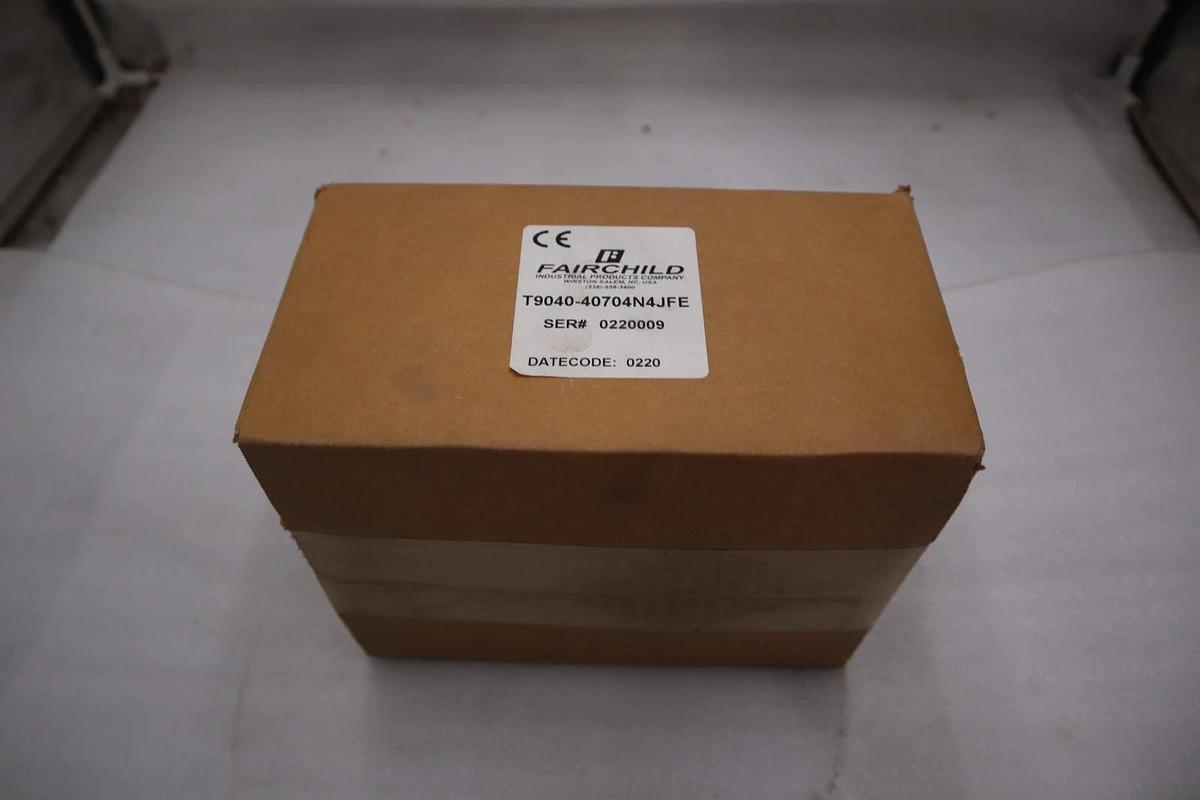 CE
FAIRCHILD
INDUSTRIAL PRODUCTS COMPANY
WINSTON-SALEM, NC. USA
T9040-40704N4JFE
SER# 0220009
DATECODE: 0220